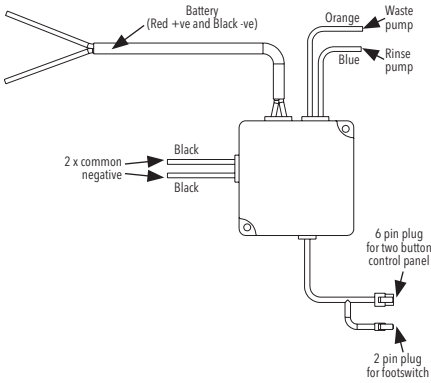 Battery
(Red +ve and Black -ve)
Orange
Waste
pump
Blue
Rinse
pump
Black
2 x common
negative
Black
6 pin plug
for two button
control panel
2 pin plug
for footswitch